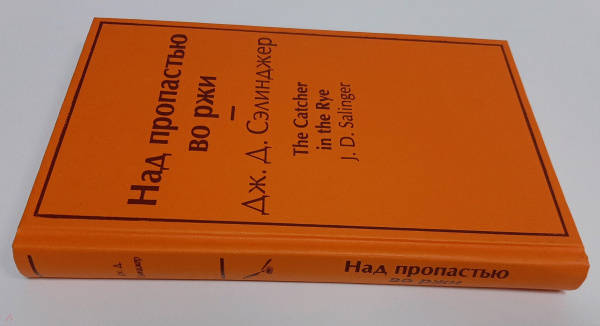 Над пропастью
во ржи
Дж. Д. Сэлинджер
The Catcher
in the Rye
J. D. Salinger
Над пропастью
во ржи